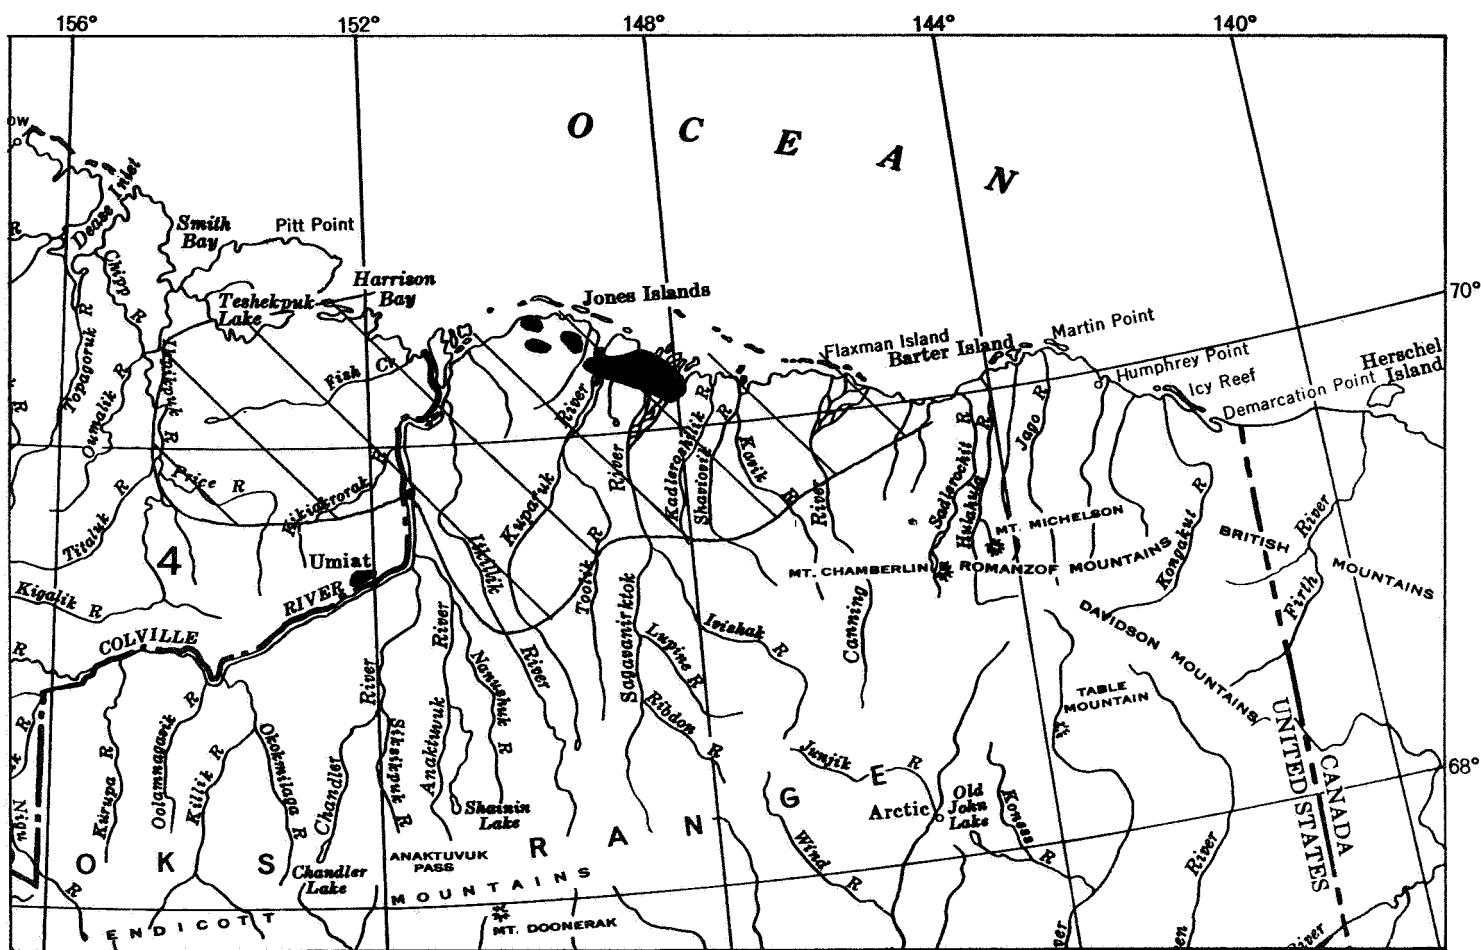 156°
152°
148°
144°
140°
OCEAN
ow
Dease Inlet
Smith
Bay
Pitt Point
R
Chipp R
Harrison
Bay
Teshekpuk
Lake
Jones Islands
Flaxman Island
Barter Island
Martin Point
70°
Humphrey Point
Icy Reef
Demarcation Point
Herschel
Island
Topagoruk R
Oumalik R
Ikpikpuk R
Fish Cr
River
R
Kadleroshilik R
Shaviovik R
Kavik
River
River
Sadlerochit R
Hulahula R
Jago R
Price R
Kikiakrorak R
Titaluk R
4
Umiat
Kuparuk
Itkillik
River
Toolik R
Sagavanirktok
MT. MICHELSON
MT. CHAMBERLIN
ROMANZOF MOUNTAINS
Kongakut R
BRITISH
MOUNTAINS
River
Firth
Kigalik R
RIVER
COLVILLE
R
River
River
Nanushuk R
Lupine R
Ivishak R
Canning
DAVIDSON MOUNTAINS
TABLE
MOUNTAIN
Ribdon R
R
Kurupa R
Oolamnagavik R
Killik R
Okokmilaga R
Chandler
Siksikpuk R
Anaktuvuk
Shainin
Lake
Junjik R
E
G
Arctic
Old
John
Lake
Koness R
68°
UNITED STATES
CANADA
O K S
R A N
Chandler
Lake
ANAKTUVUK
PASS
Wind R
River
R
ENDICOTT
MOUNTAINS
MT. DOONERAK
River